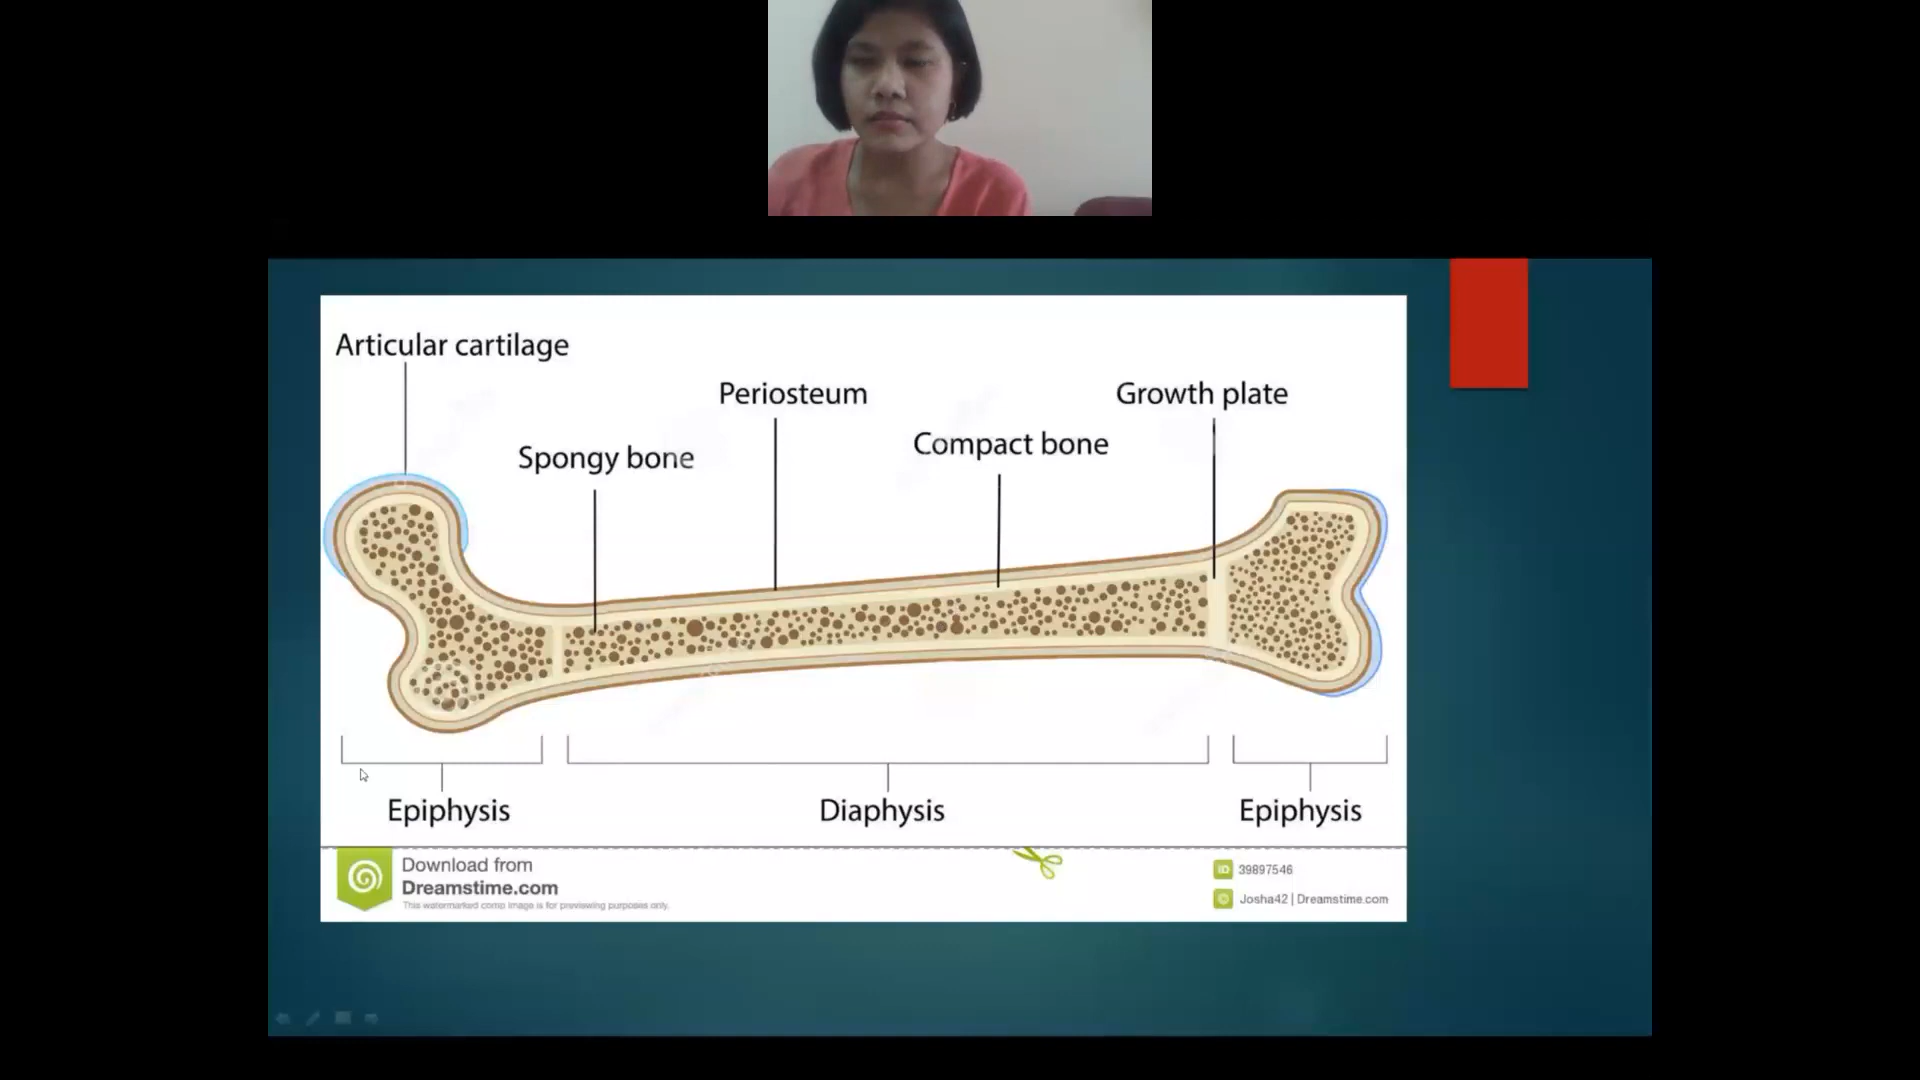 Articular cartilage
Periosteum
Growth plate
Spongy bone
Compact bone
Epiphysis
Diaphysis
Epiphysis
Download from
Dreamstime.com
This watermarked comp image is for previewing purposes only.
iD 39897546
Josha42 | Dreamstime.com